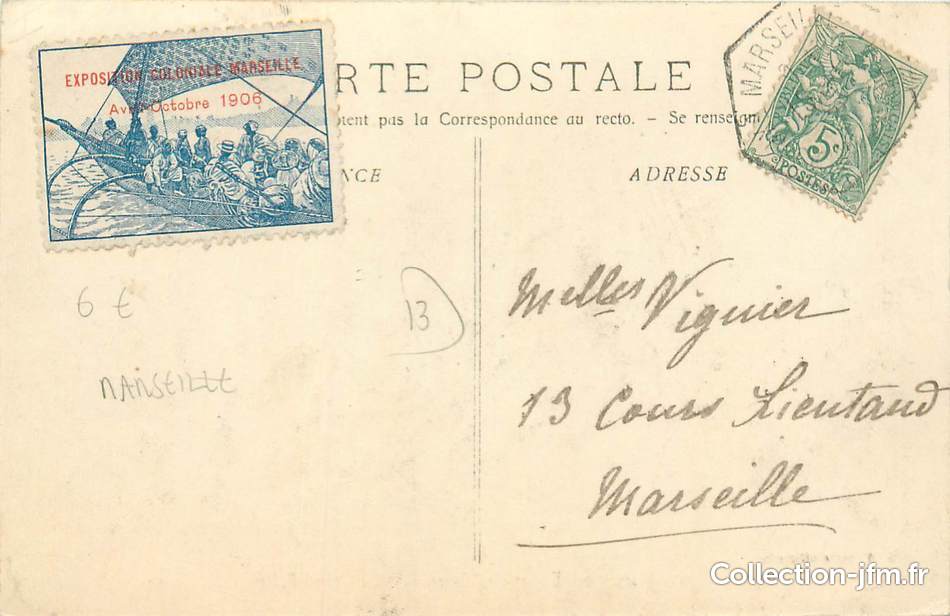 EXPOSITION COLONIALE MARSEILLE
Avril-Octobre 1906
RTE POSTALE
MARSEILL
5c
POSTES
tent pas la Correspondance au recto. - Se renseign
NCE
ADRESSE
6 €
13
MARSEILLE
Melles Viguier
13 Cours Lieutaud
Marseille
Collection-jfm.fr